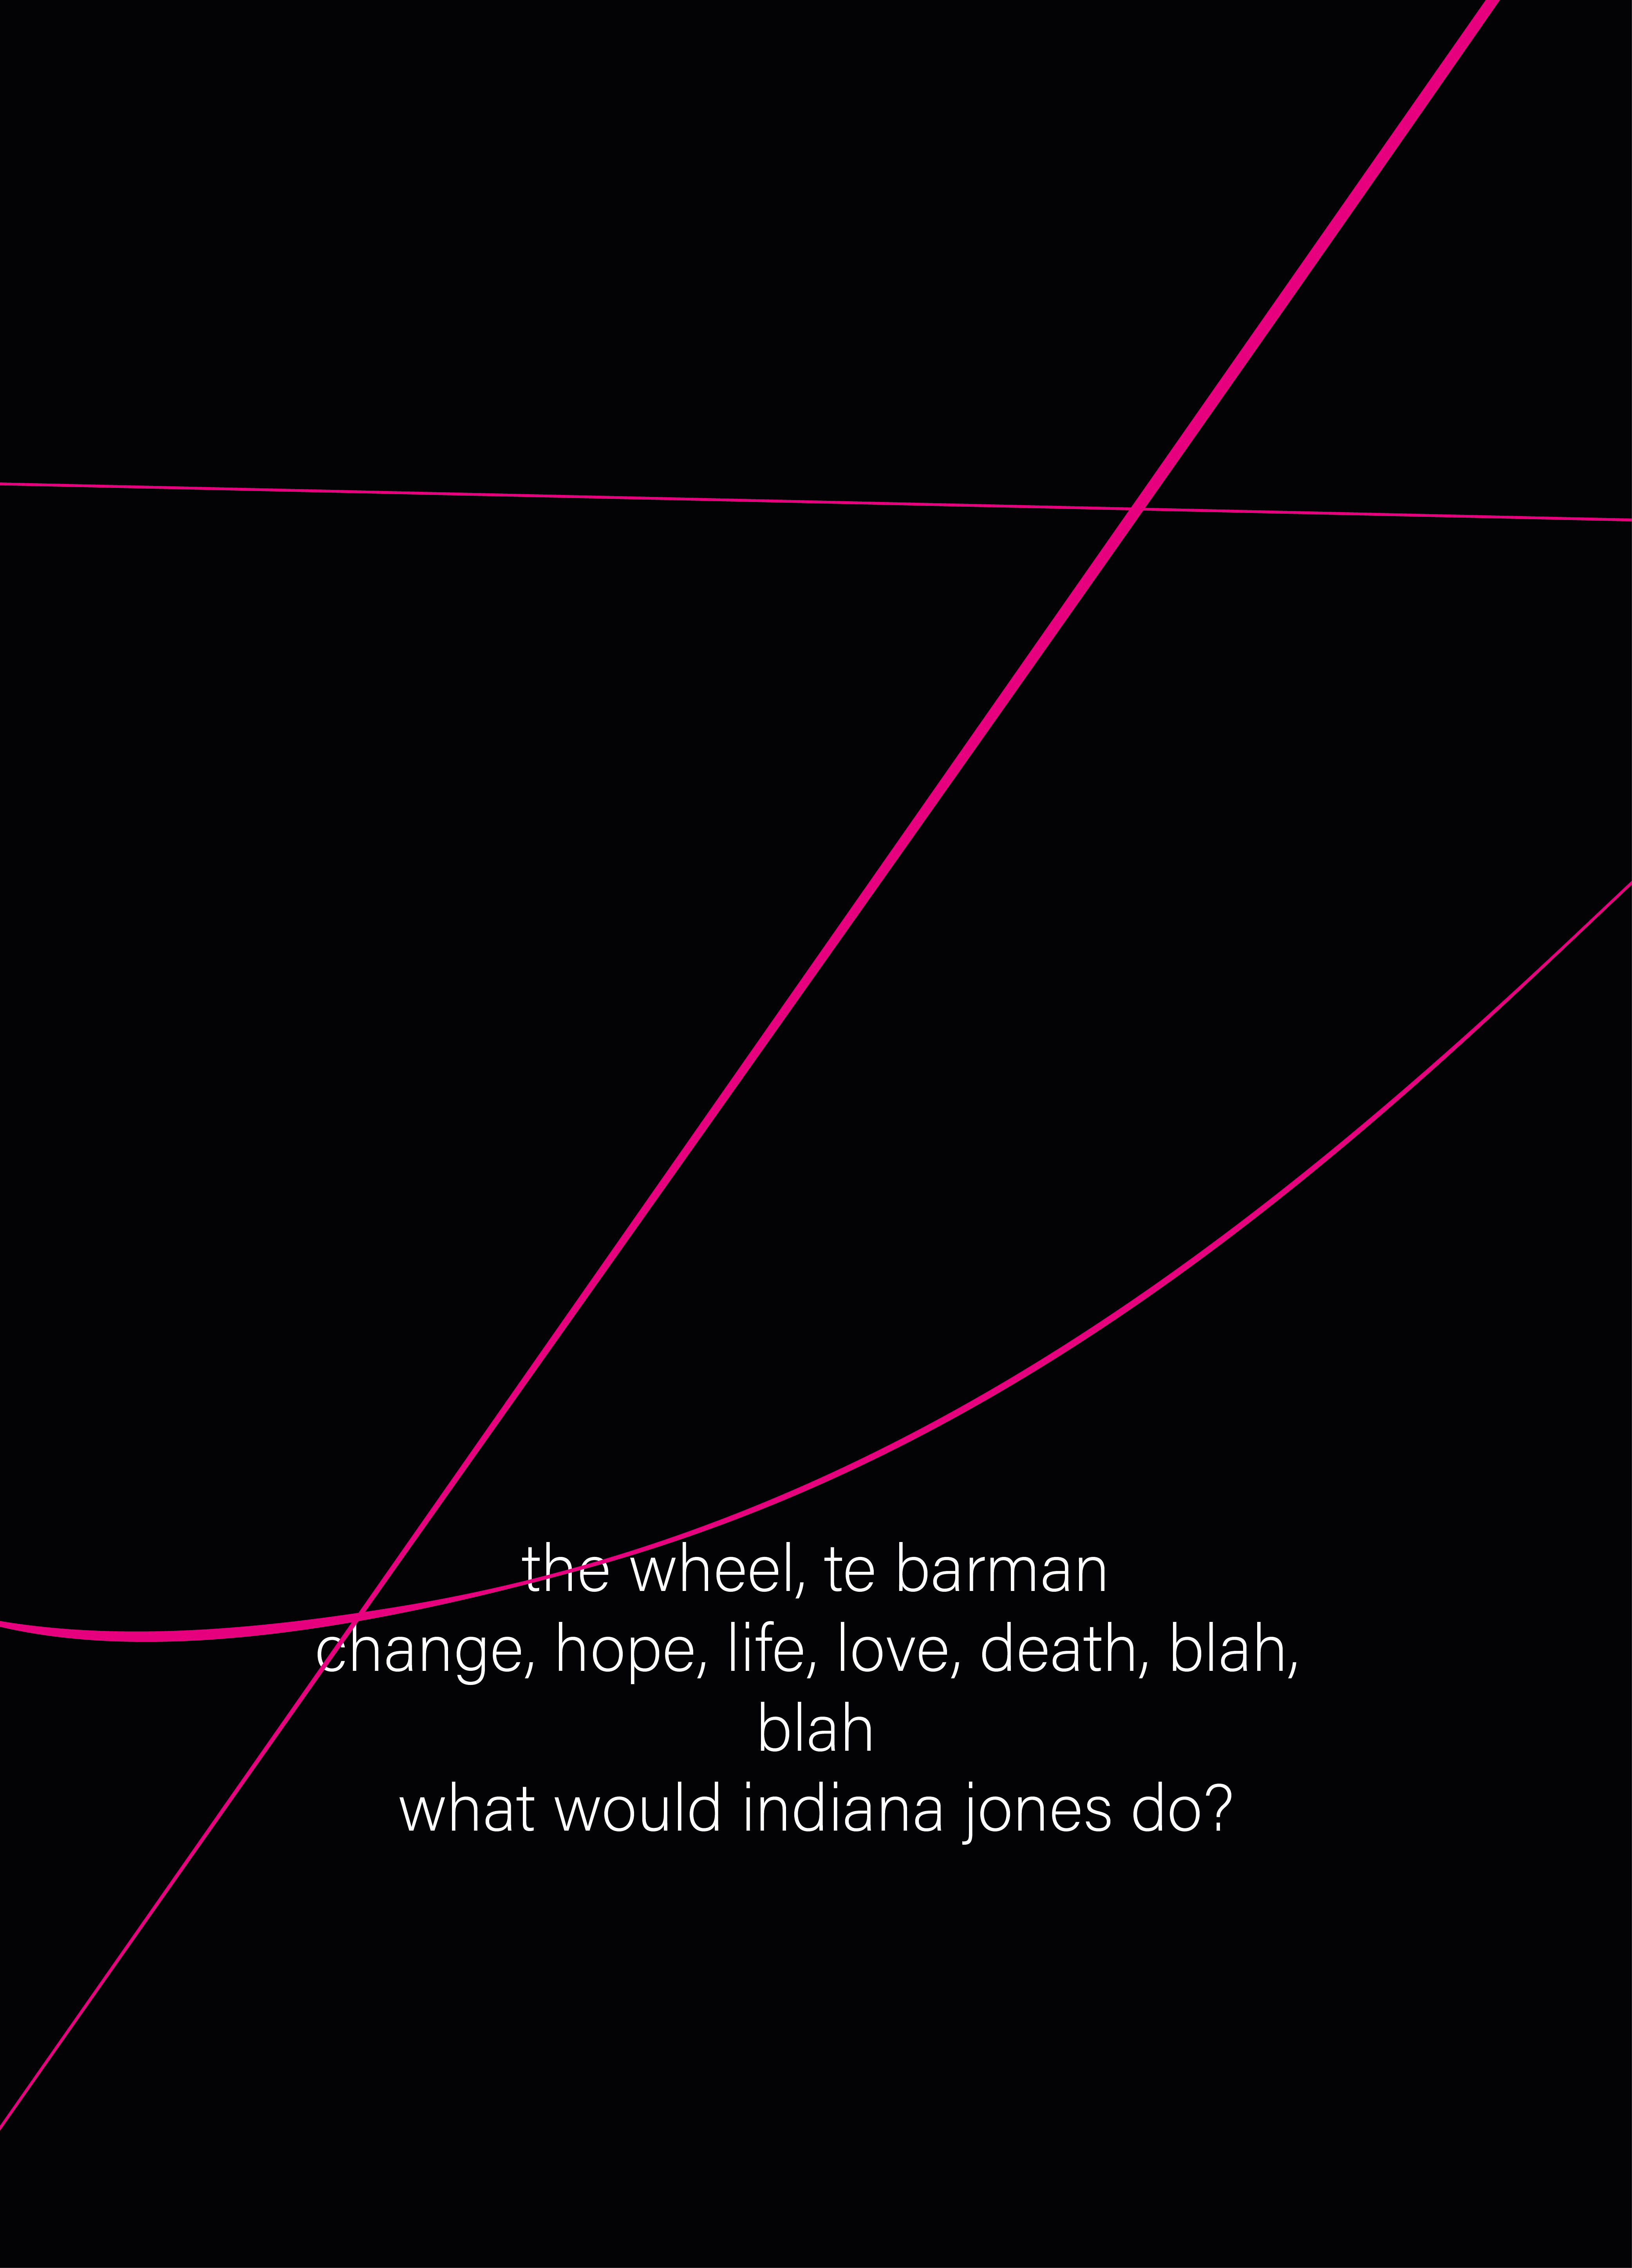 the wheel, te barman
change, hope, life, love, death, blah,
blah
what would indiana jones do?